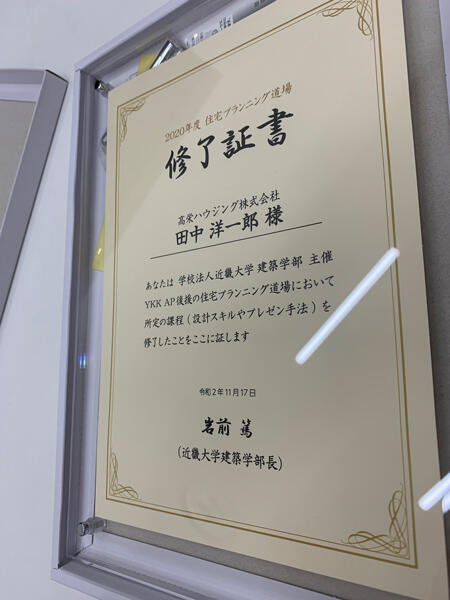 2020年度 住宅プランニング道場
修了証書
高栄ハウジング株式会社
田中 洋一郎 様
あなたは 学校法人近畿大学 建築学部 主催
YKK AP後援の住宅プランニング道場において
所定の課程(設計スキルやプレゼン手法)を
修了したことをここに証します
令和2年11月17日
岩前 篤
(近畿大学建築学部長)